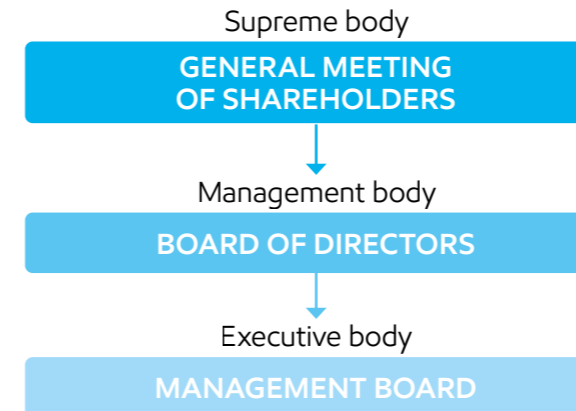 Supreme body
GENERAL MEETING
OF SHAREHOLDERS
Management body
BOARD OF DIRECTORS
Executive body
MANAGEMENT BOARD